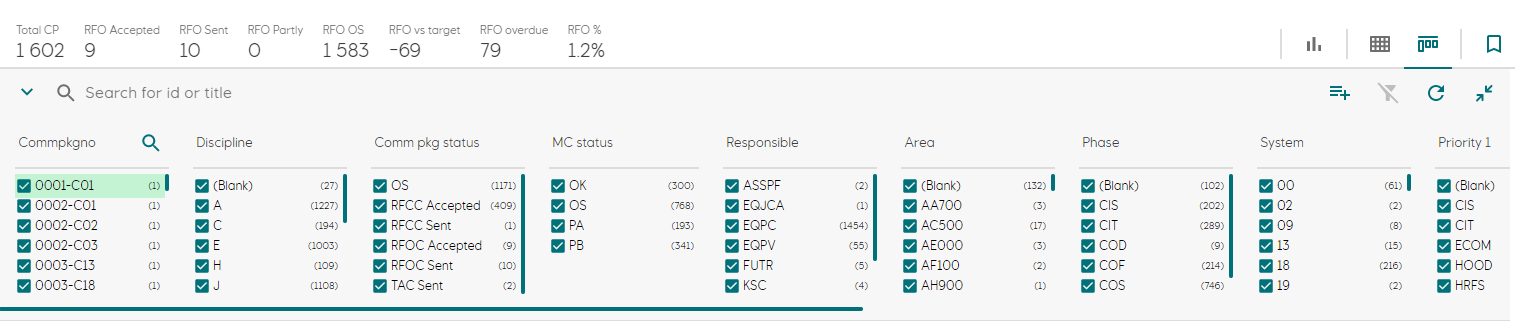 Total CP RFO Accepted RFO Sent RFO Partly RFO OS RFO vs target RFO overdue RFO %
1 602 9 10 0 1 583 -69 79 1.2%
Search for id or title
Commpkgno Discipline Comm pkg status MC status Responsible Area Phase System Priority 1
0001-C01 (1) (Blank) (27) OS (1171) OK (300) ASSPF (2) (Blank) (132) (Blank) (102) 00 (61) (Blank)
0002-C01 (1) A (1227) RFCC Accepted (409) OS (768) EQJCA (1) AA700 (3) CIS (202) 02 (2) CIS
0002-C02 (1) C (194) RFCC Sent (1) PA (193) EQPC (1454) AC500 (17) CIT (289) 09 (8) CIT
0002-C03 (1) E (1003) RFOC Accepted (9) PB (341) EQPV (55) AE000 (3) COD (9) 13 (15) ECOM
0003-C13 (1) H (109) RFOC Sent (10) FUTR (5) AF100 (2) COF (214) 18 (216) HOOD
0003-C18 (1) J (1108) TAC Sent (2) KSC (4) AH900 (1) COS (746) 19 (2) HRFS